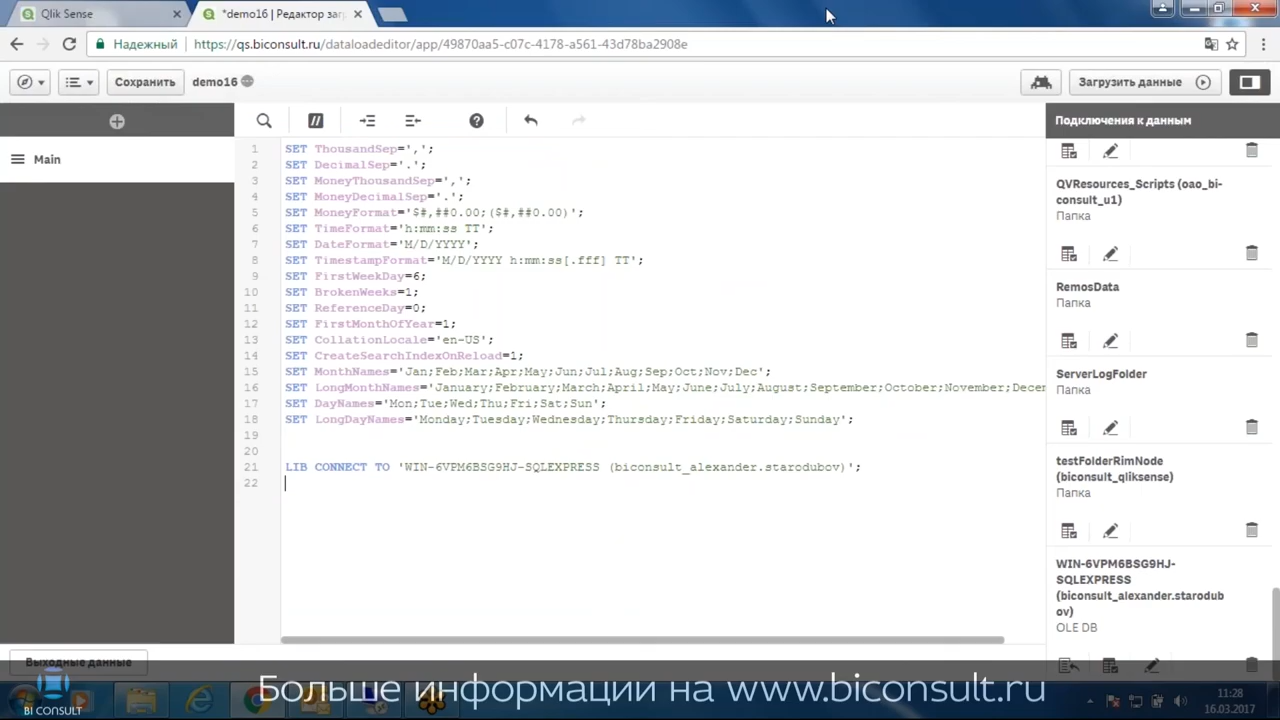 Qlik Sense
*demo16 | Редактор загр
Надежный
https://qs.biconsult.ru/dataloadeditor/app/49870aa5-c07c-4178-a561-43d78ba2908e
Сохранить
demo16
Загрузить данные
Подключения к данным
Main
1 SET ThousandSep=',';
2 SET DecimalSep='.';
3 SET MoneyThousandSep=',';
4 SET MoneyDecimalSep='.';
5 SET MoneyFormat='$#,##0.00;($#,##0.00)';
6 SET TimeFormat='h:mm:ss TT';
7 SET DateFormat='M/D/YYYY';
8 SET TimestampFormat='M/D/YYYY h:mm:ss[.fff] TT';
9 SET FirstWeekDay=6;
10 SET BrokenWeeks=1;
11 SET ReferenceDay=0;
12 SET FirstMonthOfYear=1;
13 SET CollationLocale='en-US';
14 SET CreateSearchIndexOnReload=1;
15 SET MonthNames='Jan;Feb;Mar;Apr;May;Jun;Jul;Aug;Sep;Oct;Nov;Dec';
16 SET LongMonthNames='January;February;March;April;May;June;July;August;September;October;November;Decem
17 SET DayNames='Mon;Tue;Wed;Thu;Fri;Sat;Sun';
18 SET LongDayNames='Monday;Tuesday;Wednesday;Thursday;Friday;Saturday;Sunday';
19
20
21 LIB CONNECT TO 'WIN-6VPM6BSG9HJ-SQLEXPRESS (biconsult_alexander.starodubov)';
22
QVResources_Scripts (oao_bi-
consult_u1)
Папка
RemosData
Папка
ServerLogFolder
Папка
testFolderRimNode
(biconsult_qliksense)
Папка
WIN-6VPM6BSG9HJ-
SQLEXPRESS
(biconsult_alexander.starodub
ov)
OLE DB
Выходные данные
Больше информации на www.biconsult.ru
BI CONSULT
11:28
16.03.2017